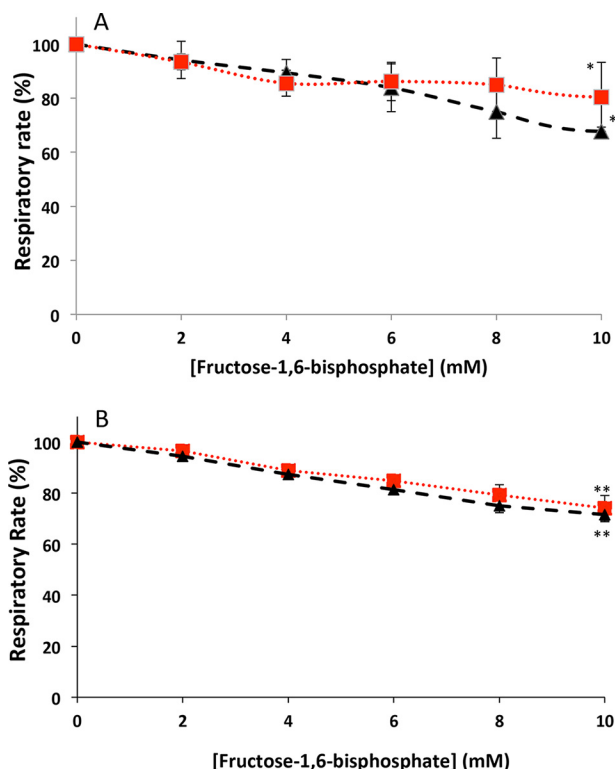 A
Respiratory rate (%)
100
80
60
40
20
0
*
*
0 2 4 6 8 10
[Fructose-1,6-bisphosphate] (mM)
B
Respiratory Rate (%)
100
80
60
40
20
0
**
**
0 2 4 6 8 10
[Fructose-1,6-bisphosphate] (mM)